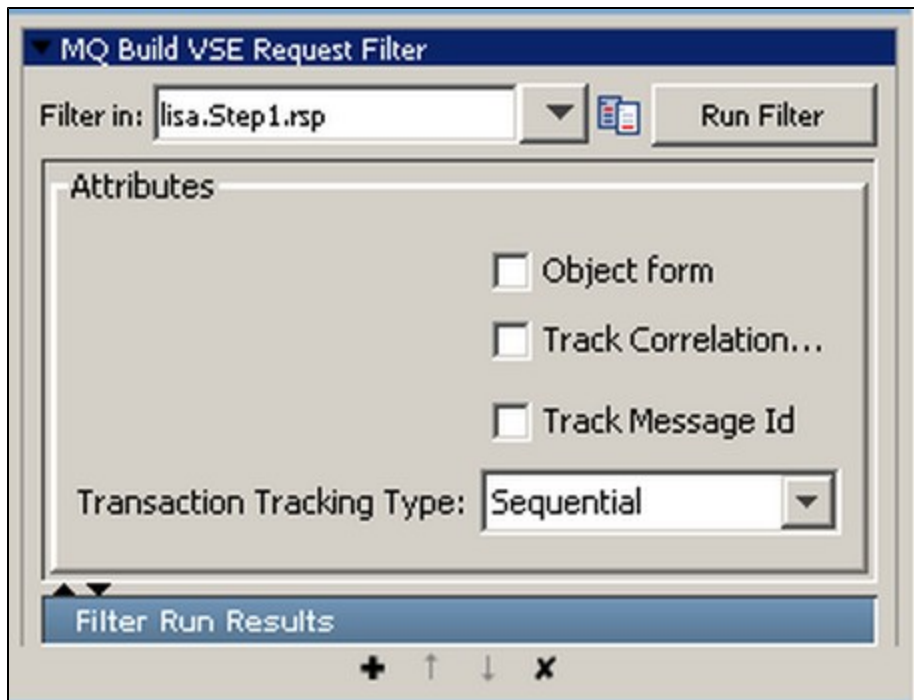 MQ Build VSE Request Filter
Filter in: lisa.Step1.rsp Run Filter
Attributes
Object form
Track Correlation...
Track Message Id
Transaction Tracking Type: Sequential
Filter Run Results